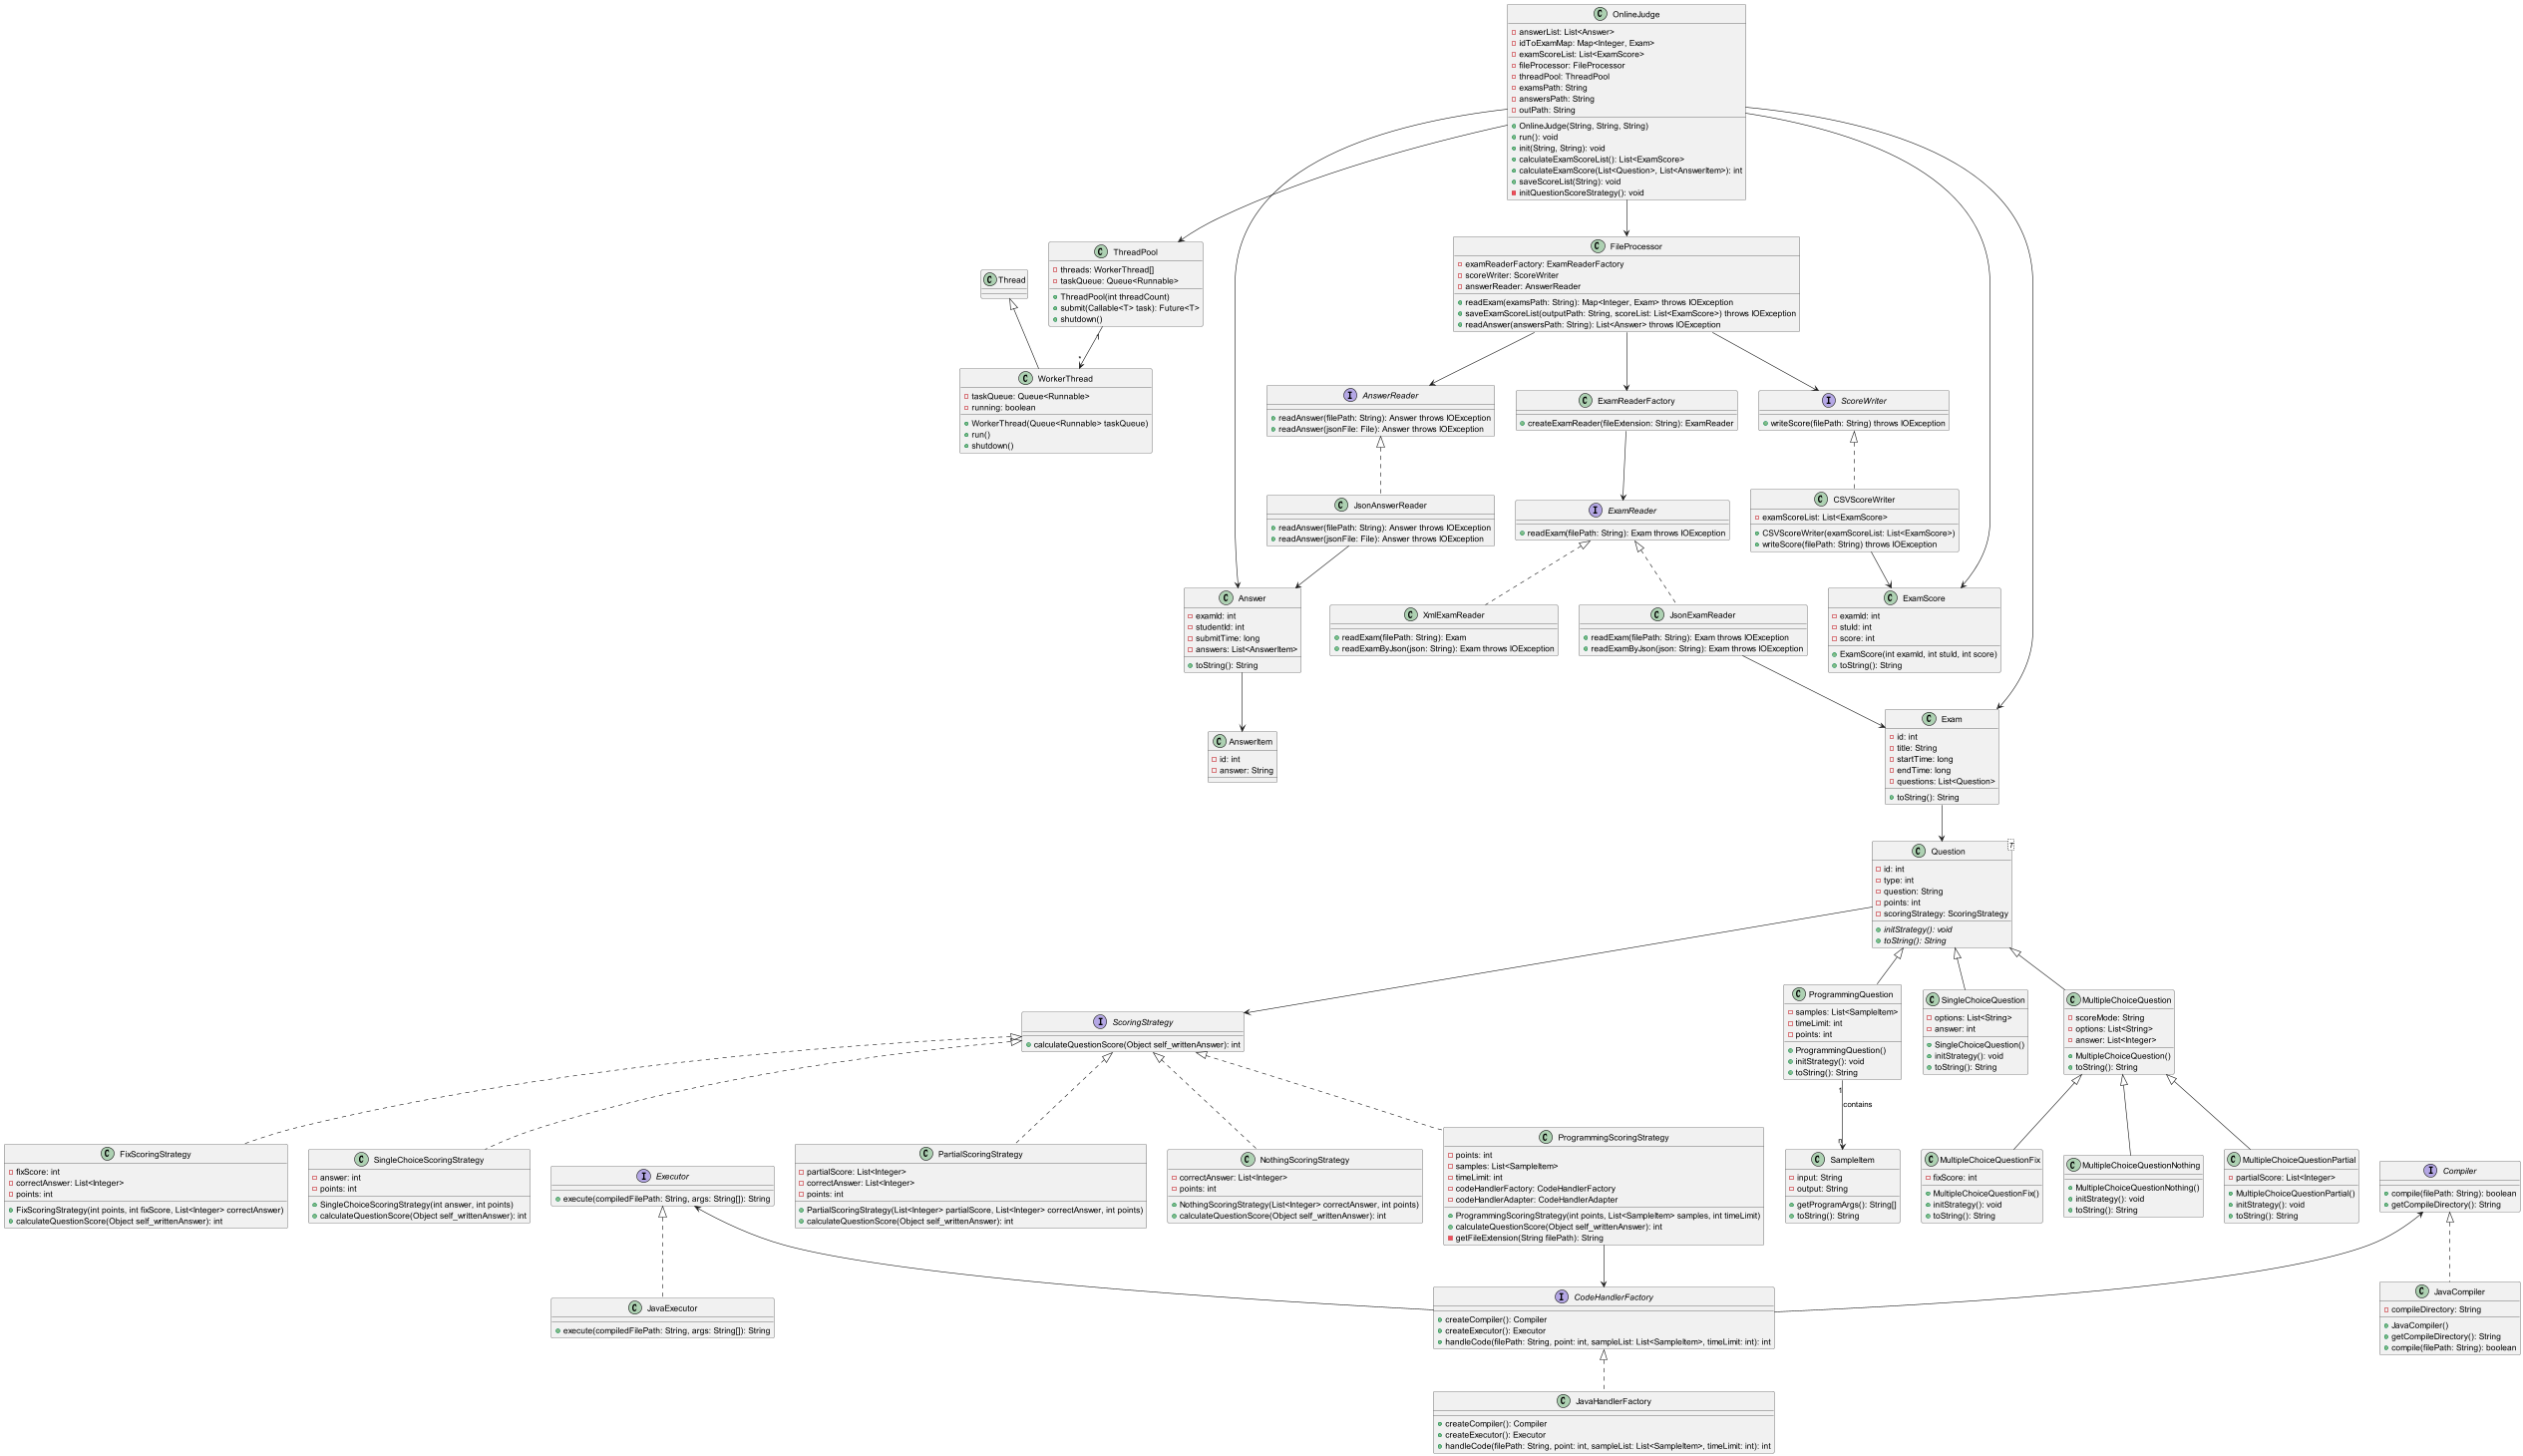 OnlineJudge
answerList: List<Answer>
idToExamMap: Map<Integer, Exam>
examScoreList: List<ExamScore>
fileProcessor: FileProcessor
threadPool: ThreadPool
examsPath: String
answersPath: String
outPath: String
OnlineJudge(String, String, String)
run(): void
init(String, String): void
calculateExamScoreList(): List<ExamScore>
calculateExamScore(List<Question>, List<AnswerItem>): int
saveScoreList(String): void
initQuestionScoreStrategy(): void
Thread
ThreadPool
threads: WorkerThread[]
taskQueue: Queue<Runnable>
ThreadPool(int threadCount)
submit(Callable<T> task): Future<T>
shutdown()
1
*
FileProcessor
examReaderFactory: ExamReaderFactory
scoreWriter: ScoreWriter
answerReader: AnswerReader
readExam(examsPath: String): Map<Integer, Exam> throws IOException
saveExamScoreList(outputPath: String, scoreList: List<ExamScore>) throws IOException
readAnswer(answersPath: String): List<Answer> throws IOException
WorkerThread
taskQueue: Queue<Runnable>
running: boolean
WorkerThread(Queue<Runnable> taskQueue)
run()
shutdown()
AnswerReader
readAnswer(filePath: String): Answer throws IOException
readAnswer(jsonFile: File): Answer throws IOException
ExamReaderFactory
createExamReader(fileExtension: String): ExamReader
ScoreWriter
writeScore(filePath: String) throws IOException
JsonAnswerReader
readAnswer(filePath: String): Answer throws IOException
readAnswer(jsonFile: File): Answer throws IOException
ExamReader
readExam(filePath: String): Exam throws IOException
CSVScoreWriter
examScoreList: List<ExamScore>
CSVScoreWriter(examScoreList: List<ExamScore>)
writeScore(filePath: String) throws IOException
Answer
examId: int
studentId: int
submitTime: long
answers: List<AnswerItem>
toString(): String
XmlExamReader
readExam(filePath: String): Exam
readExamByJson(json: String): Exam throws IOException
JsonExamReader
readExam(filePath: String): Exam throws IOException
readExamByJson(json: String): Exam throws IOException
ExamScore
examId: int
stuId: int
score: int
ExamScore(int examId, int stuId, int score)
toString(): String
AnswerItem
id: int
answer: String
Exam
id: int
title: String
startTime: long
endTime: long
questions: List<Question>
toString(): String
Question
T
id: int
type: int
question: String
points: int
scoringStrategy: ScoringStrategy
initStrategy(): void
toString(): String
ScoringStrategy
calculateQuestionScore(Object self_writtenAnswer): int
ProgrammingQuestion
samples: List<SampleItem>
timeLimit: int
points: int
ProgrammingQuestion()
initStrategy(): void
toString(): String
SingleChoiceQuestion
options: List<String>
answer: int
SingleChoiceQuestion()
initStrategy(): void
toString(): String
MultipleChoiceQuestion
scoreMode: String
options: List<String>
answer: List<Integer>
MultipleChoiceQuestion()
toString(): String
1
contains
n
FixScoringStrategy
fixScore: int
correctAnswer: List<Integer>
points: int
FixScoringStrategy(int points, int fixScore, List<Integer> correctAnswer)
calculateQuestionScore(Object self_writtenAnswer): int
SingleChoiceScoringStrategy
answer: int
points: int
SingleChoiceScoringStrategy(int answer, int points)
calculateQuestionScore(Object self_writtenAnswer): int
Executor
execute(compiledFilePath: String, args: String[]): String
PartialScoringStrategy
partialScore: List<Integer>
correctAnswer: List<Integer>
points: int
PartialScoringStrategy(List<Integer> partialScore, List<Integer> correctAnswer, int points)
calculateQuestionScore(Object self_writtenAnswer): int
NothingScoringStrategy
correctAnswer: List<Integer>
points: int
NothingScoringStrategy(List<Integer> correctAnswer, int points)
calculateQuestionScore(Object self_writtenAnswer): int
ProgrammingScoringStrategy
points: int
samples: List<SampleItem>
timeLimit: int
codeHandlerFactory: CodeHandlerFactory
codeHandlerAdapter: CodeHandlerAdapter
ProgrammingScoringStrategy(int points, List<SampleItem> samples, int timeLimit)
calculateQuestionScore(Object self_writtenAnswer): int
getFileExtension(String filePath): String
SampleItem
input: String
output: String
getProgramArgs(): String[]
toString(): String
MultipleChoiceQuestionFix
fixScore: int
MultipleChoiceQuestionFix()
initStrategy(): void
toString(): String
MultipleChoiceQuestionNothing
MultipleChoiceQuestionNothing()
initStrategy(): void
toString(): String
MultipleChoiceQuestionPartial
partialScore: List<Integer>
MultipleChoiceQuestionPartial()
initStrategy(): void
toString(): String
Compiler
compile(filePath: String): boolean
getCompileDirectory(): String
JavaExecutor
execute(compiledFilePath: String, args: String[]): String
CodeHandlerFactory
createCompiler(): Compiler
createExecutor(): Executor
handleCode(filePath: String, point: int, sampleList: List<SampleItem>, timeLimit: int): int
JavaCompiler
compileDirectory: String
JavaCompiler()
getCompileDirectory(): String
compile(filePath: String): boolean
JavaHandlerFactory
createCompiler(): Compiler
createExecutor(): Executor
handleCode(filePath: String, point: int, sampleList: List<SampleItem>, timeLimit: int): int